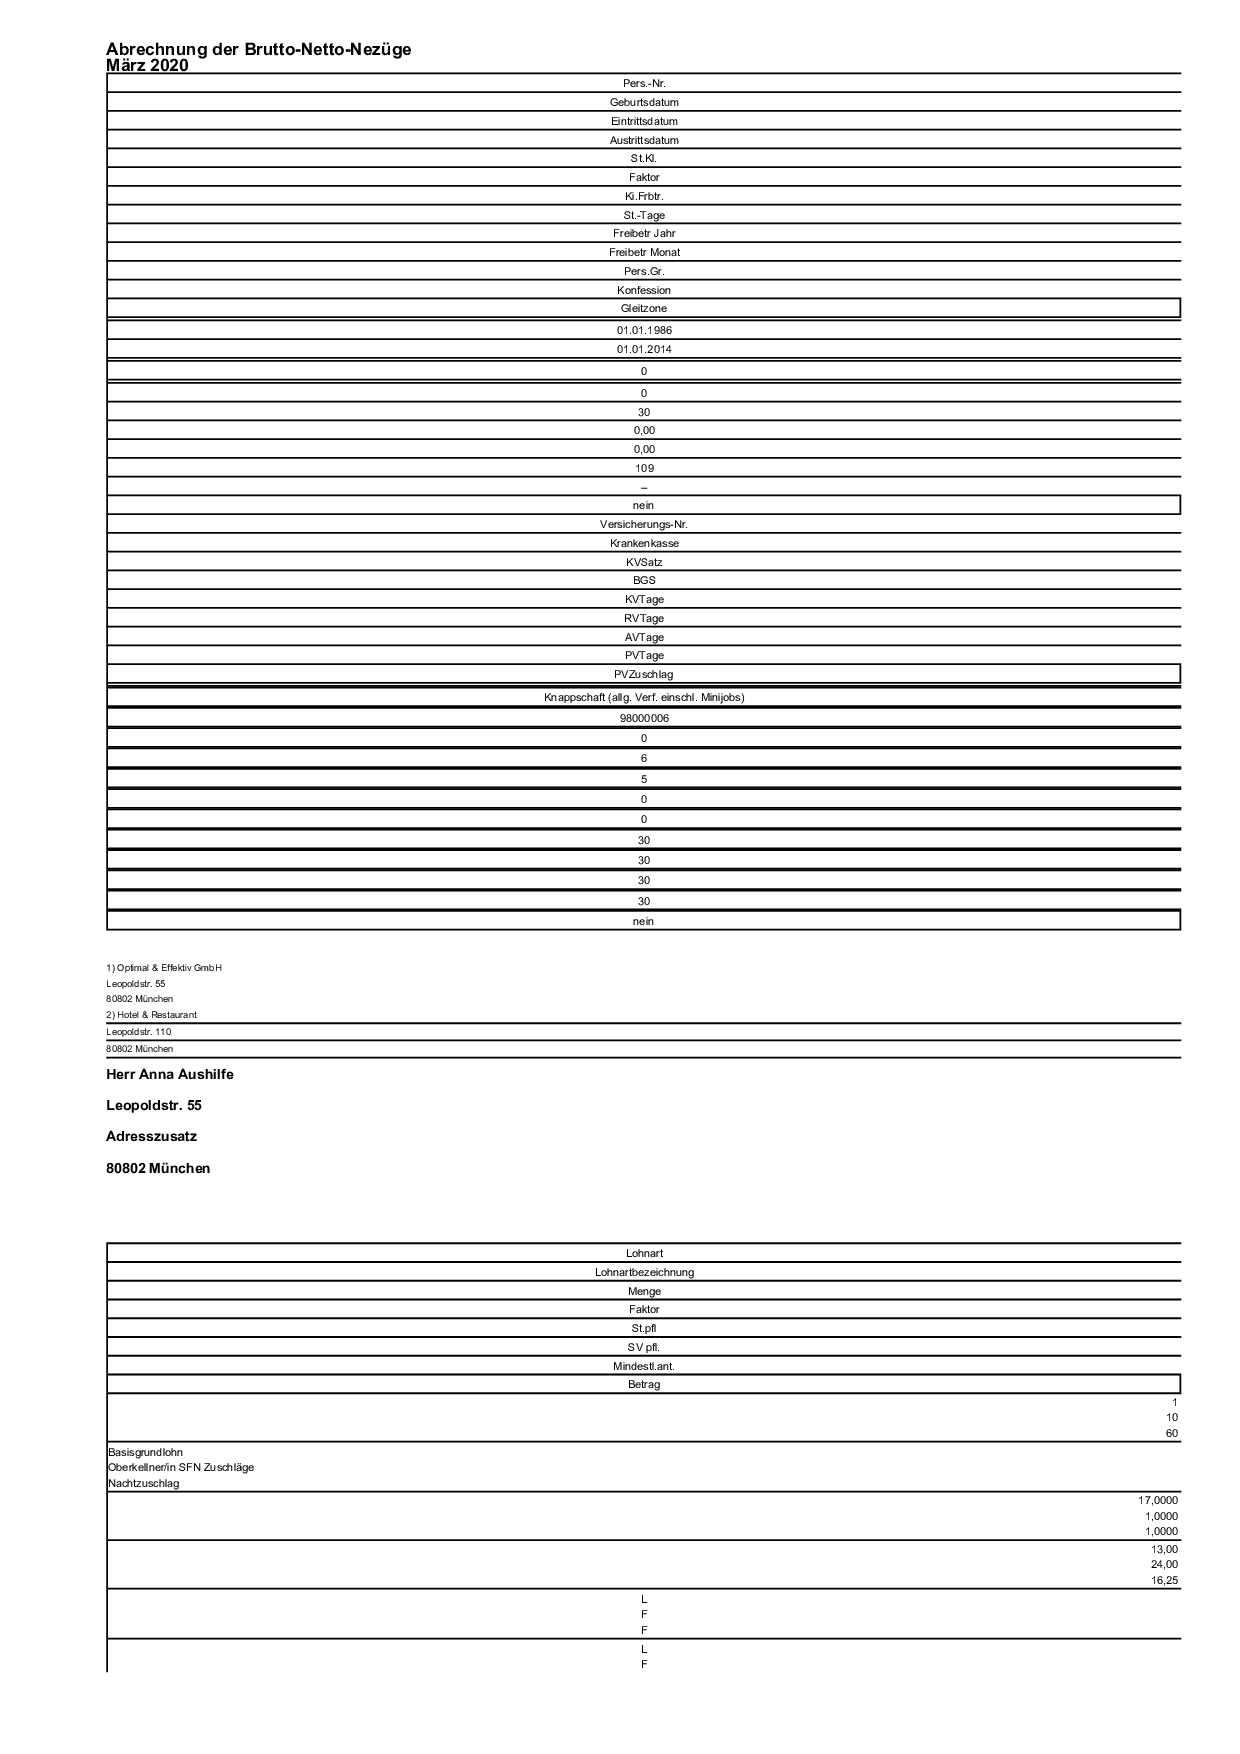 Abrechnung der Brutto-Netto-Nezüge
März 2020
Pers.-Nr.
Geburtsdatum
Eintrittsdatum
Austrittsdatum
St.Kl.
Faktor
Ki.Frbtr.
St.-Tage
Freibetr Jahr
Freibetr Monat
Pers.Gr.
Konfession
Gleitzone
01.01.1986
01.01.2014
0
0
30
0,00
0,00
109
–
nein
Versicherungs-Nr.
Krankenkasse
KVSatz
BGS
KVTage
RVTage
AVTage
PVTage
PVZuschlag
Knappschaft (allg. Verf. einschl. Minijobs)
98000006
0
6
5
0
0
30
30
30
30
nein
1) Optimal & Effektiv GmbH
Leopoldstr. 55
80802 München
2) Hotel & Restaurant
Leopoldstr. 110
80802 München
Herr Anna Aushilfe
Leopoldstr. 55
Adresszusatz
80802 München
Lohnart
Lohnartbezeichnung
Menge
Faktor
St.pfl
SV pfl.
Mindestl.ant.
Betrag
1
10
60
Basisgrundlohn
Oberkellner/in SFN Zuschläge
Nachtzuschlag
17,0000
1,0000
1,0000
13,00
24,00
16,25
L
F
F
L
F